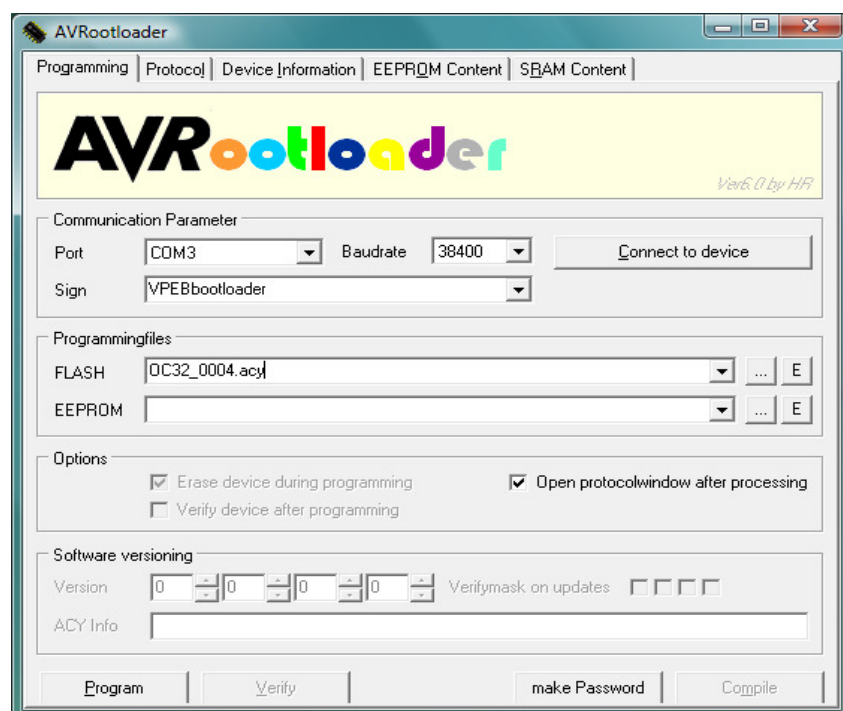 AVRootloader
Programming Protocol Device Information EEPROM Content SRAM Content
AVRootloader
Ver6.0 by HR
Communication Parameter
Port COM3 Baudrate 38400 Connect to device
Sign VPEBbootloader
Programmingfiles
FLASH OC32_0004.acy ... E
EEPROM ... E
Options
Erase device during programming Open protocolwindow after processing
Verify device after programming
Software versioning
Version 0 0 0 0 Verifymask on updates
ACY Info
Program Verify make Password Compile